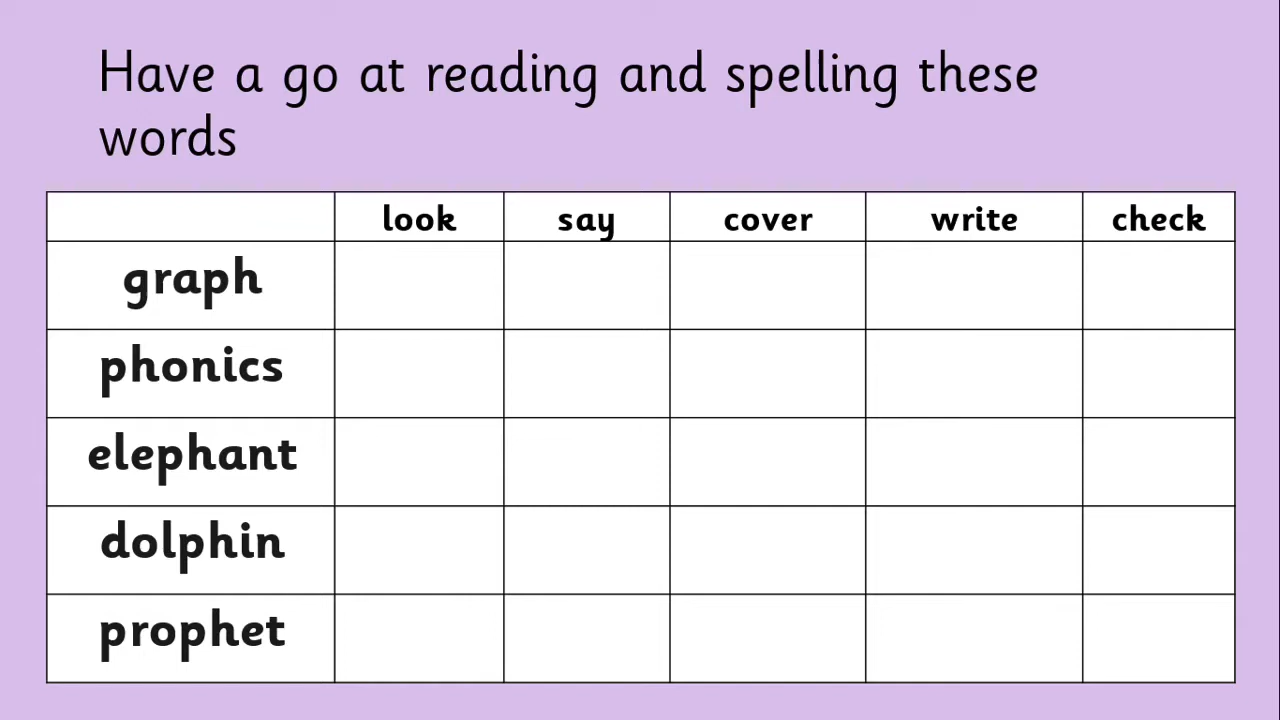 Have a go at reading and spelling these
words
look say cover write check
graph
phonics
elephant
dolphin
prophet